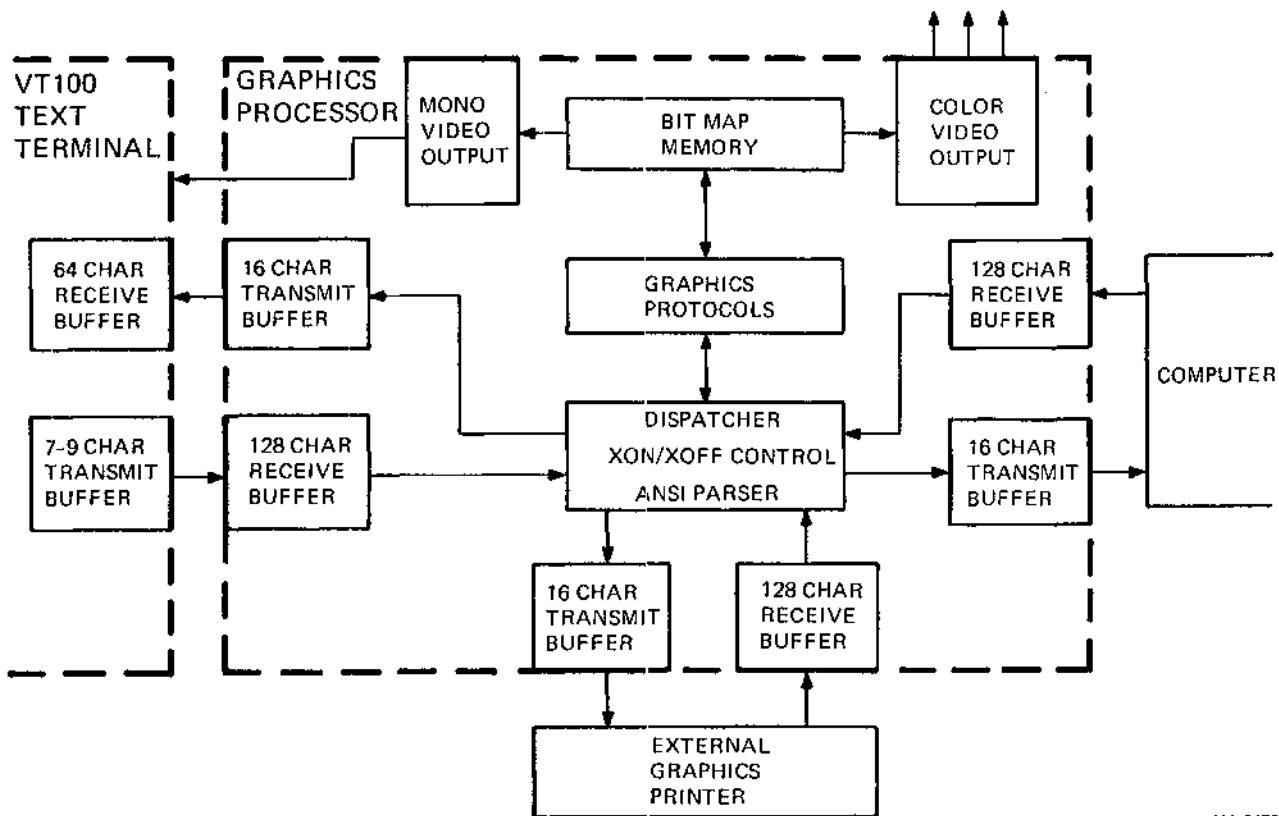 VT100
TEXT
TERMINAL
GRAPHICS
PROCESSOR
MONO
VIDEO
OUTPUT
BIT MAP
MEMORY
COLOR
VIDEO
OUTPUT
64 CHAR
RECEIVE
BUFFER
16 CHAR
TRANSMIT
BUFFER
GRAPHICS
PROTOCOLS
128 CHAR
RECEIVE
BUFFER
COMPUTER
7-9 CHAR
TRANSMIT
BUFFER
128 CHAR
RECEIVE
BUFFER
DISPATCHER
XON/XOFF CONTROL
ANSI PARSER
16 CHAR
TRANSMIT
BUFFER
16 CHAR
TRANSMIT
BUFFER
128 CHAR
RECEIVE
BUFFER
EXTERNAL
GRAPHICS
PRINTER